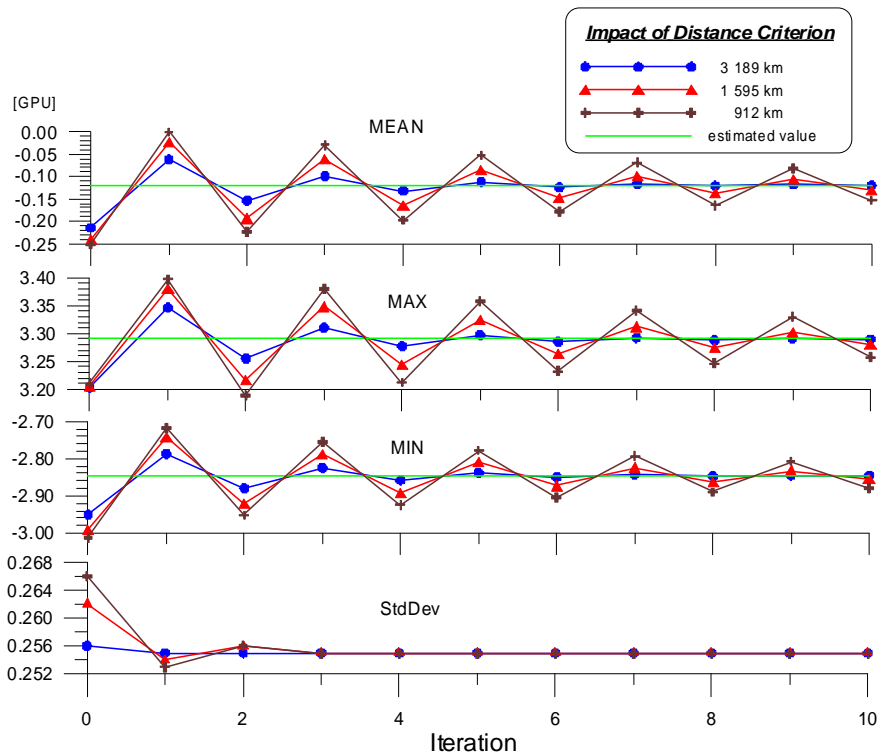 Impact of Distance Criterion
3 189 km
1 595 km
912 km
estimated value
[GPU]
MEAN
0.00
-0.05
-0.10
-0.15
-0.20
-0.25
MAX
3.40
3.35
3.30
3.25
3.20
MIN
-2.70
-2.80
-2.90
-3.00
StdDev
0.268
0.264
0.260
0.256
0.252
0 2 4 6 8 10
Iteration